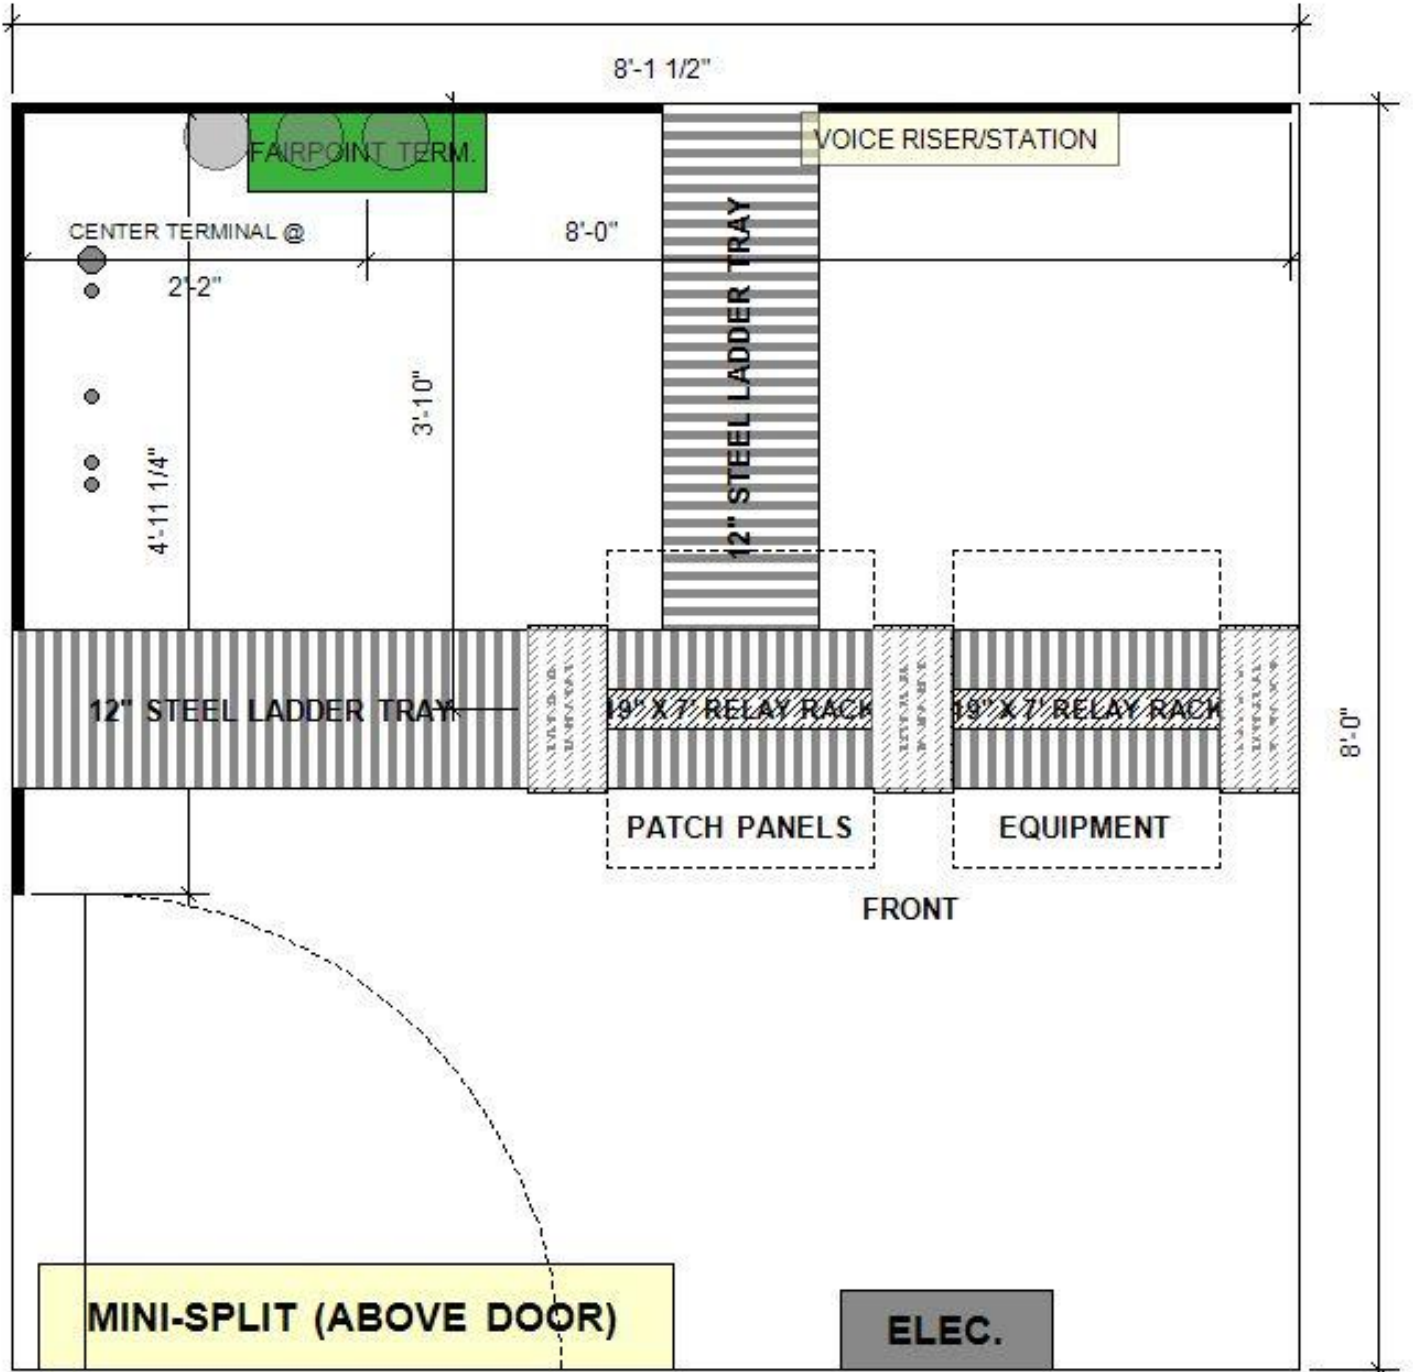 8'-1 1/2"
FAIRPOINT TERM.
VOICE RISER/STATION
CENTER TERMINAL @
2'-2"
8'-0"
12" STEEL LADDER TRAY
3'-10"
4'-11 1/4"
12" STEEL LADDER TRAY
19" X 7' RELAY RACK
19" X 7' RELAY RACK
8'-0"
PATCH PANELS
EQUIPMENT
FRONT
MINI-SPLIT (ABOVE DOOR)
ELEC.